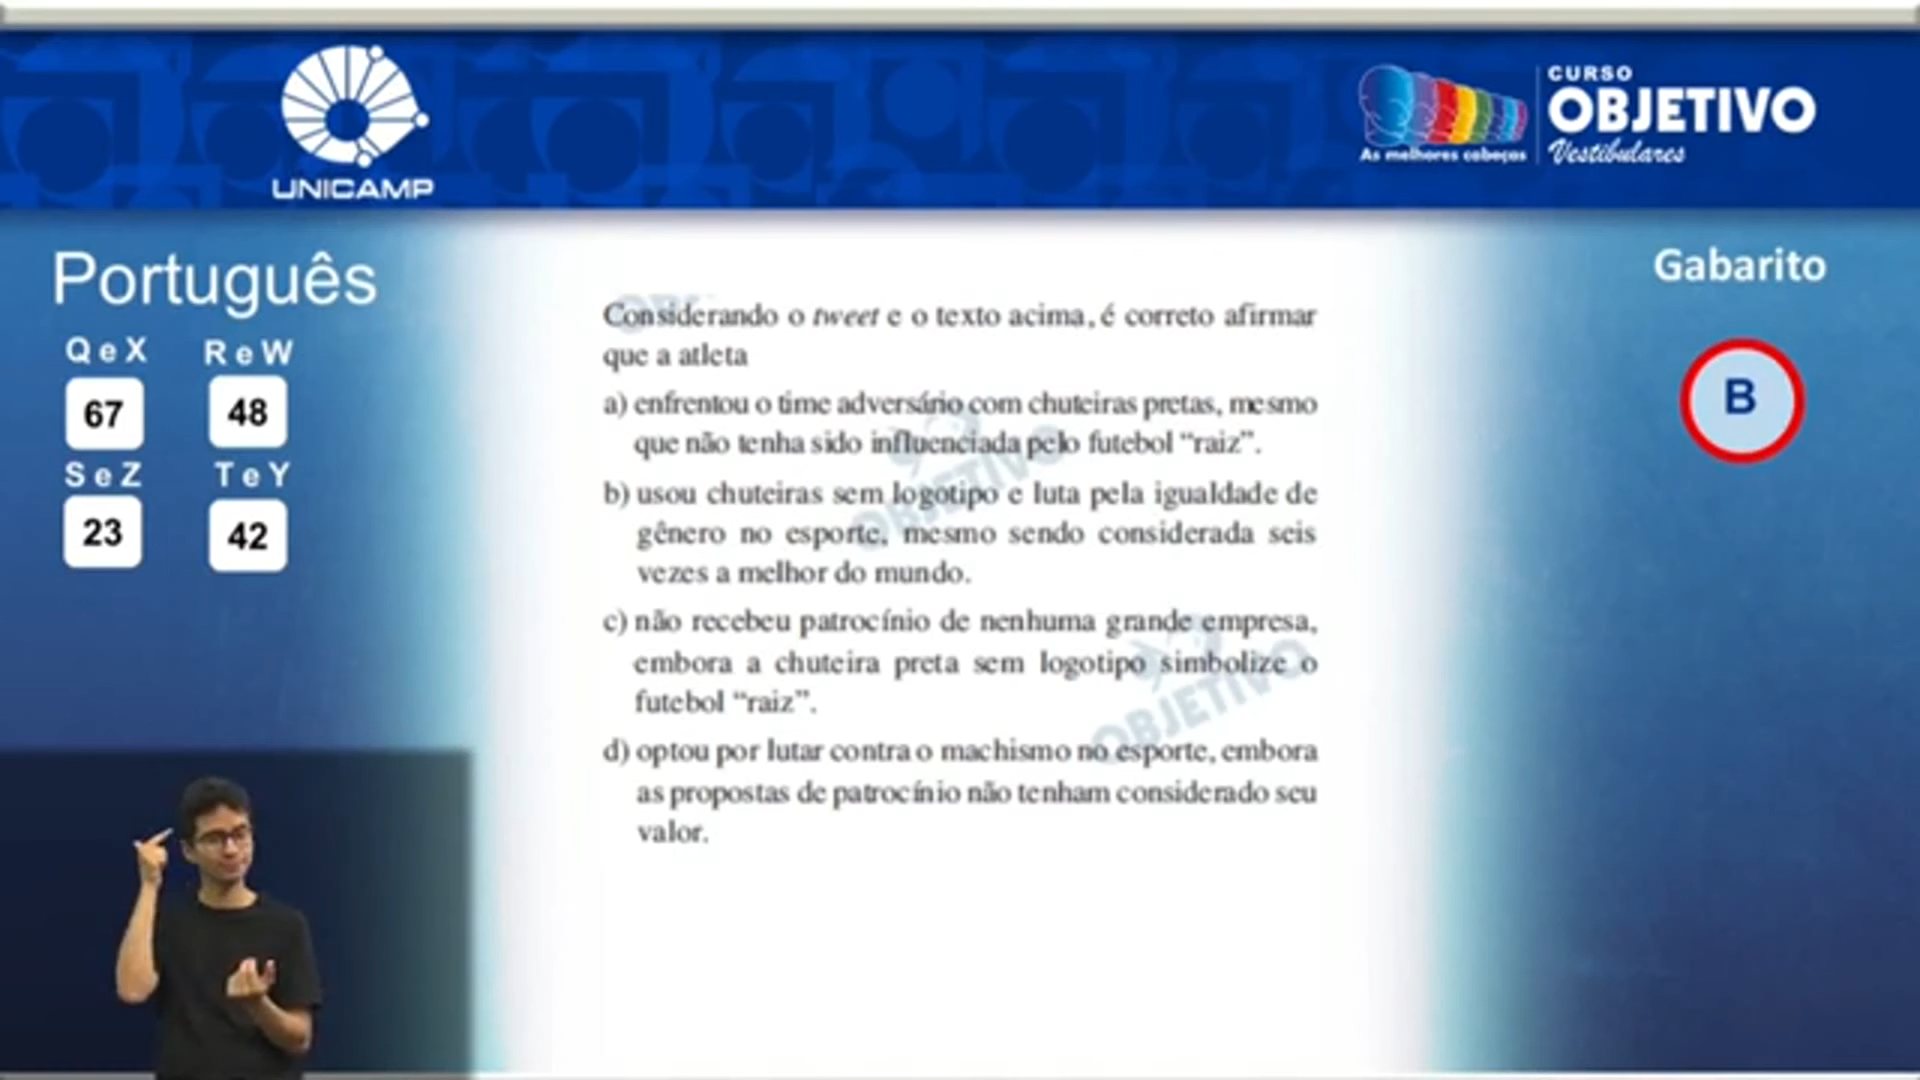 UNICAMP
CURSO
OBJETIVO
Vestibulares
As melhores cabeças
Português
Q e X
R e W
67
48
S e Z
T e Y
23
42
Gabarito
B
Considerando o tweet e o texto acima, é correto afirmar
que a atleta
a) enfrentou o time adversário com chuteiras pretas, mesmo
que não tenha sido influenciada pelo futebol “raiz”.
b) usou chuteiras sem logotipo e luta pela igualdade de
gênero no esporte, mesmo sendo considerada seis
vezes a melhor do mundo.
c) não recebeu patrocínio de nenhuma grande empresa,
embora a chuteira preta sem logotipo simbolize o
futebol “raiz”.
d) optou por lutar contra o machismo no esporte, embora
as propostas de patrocínio não tenham considerado seu
valor.
OBJETIVO
OBJETIVO